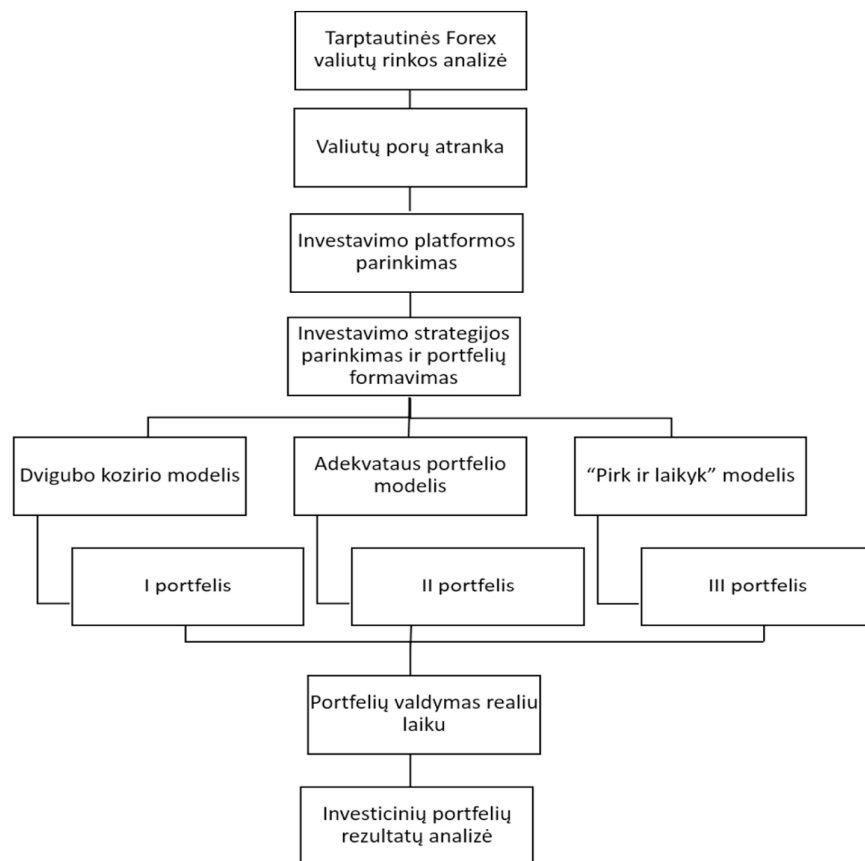 Tarptautinės Forex
valiutų rinkos analizė
Valiutų porų atranka
Investavimo platformos
parinkimas
Investavimo strategijos
parinkimas ir portfelių
formavimas
Dvigubo kozirio modelis
Adekvataus portfelio
modelis
“Pirk ir laikyk” modelis
I portfelis
II portfelis
III portfelis
Portfelių valdymas realiu
laiku
Investicinių portfelių
rezultatų analizė